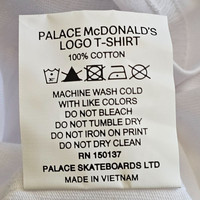 PALACE McDONALD'S
LOGO T-SHIRT
100% COTTON
MACHINE WASH COLD
WITH LIKE COLORS
DO NOT BLEACH
DO NOT TUMBLE DRY
DO NOT IRON ON PRINT
DO NOT DRY CLEAN
RN 150137
PALACE SKATEBOARDS LTD
MADE IN VIETNAM